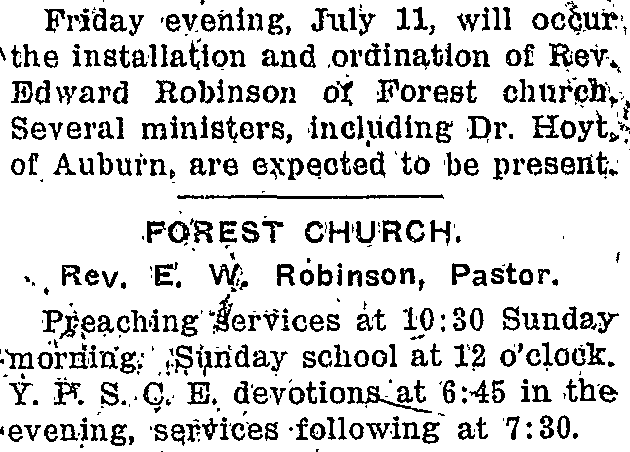 Friday evening, July 11, will occur
the installation and ordination of Rev.
Edward Robinson of Forest church.
Several ministers, including Dr. Hoyt
of Auburn, are expected to be present.
FOREST CHURCH.
Rev. E. W. Robinson, Pastor.
Preaching services at 10:30 Sunday
morning. Sunday school at 12 o'clock.
Y. P. S. C. E. devotions at 6:45 in the
evening, services following at 7:30.